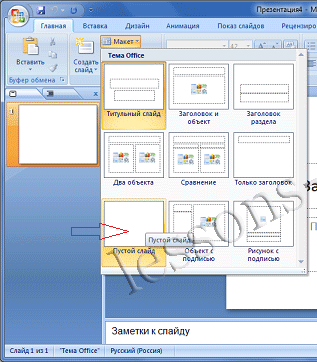 Презентация4 - M
Главная Вставка Дизайн Анимация Показ слайдов Рецензиро
Макет
Вставить
Создать слайд
Буфер обмена
Тема Office
Титульный слайд
Заголовок и объект
Заголовок раздела
Два объекта
Сравнение
Только заголовок
Пустой слайд
Объект с подписью
Рисунок с подписью
Пустой слайд
lessons
1
За
П
Заметки к слайду
Слайд 1 из 1 "Тема Office" Русский (Россия)